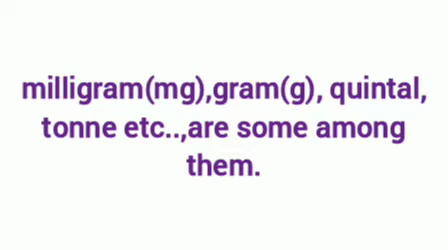 milligram(mg),gram(g), quintal,
tonne etc..,are some among
them.